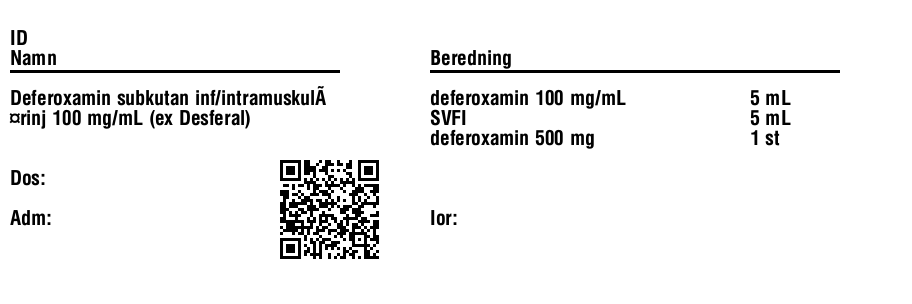 ID
Namn
Beredning
Deferoxamin subkutan inf/intramuskulÃ
¤rinj 100 mg/mL (ex Desferal)
deferoxamin 100 mg/mL 5 mL
SVFI 5 mL
deferoxamin 500 mg 1 st
Dos:
Adm:
Ior: